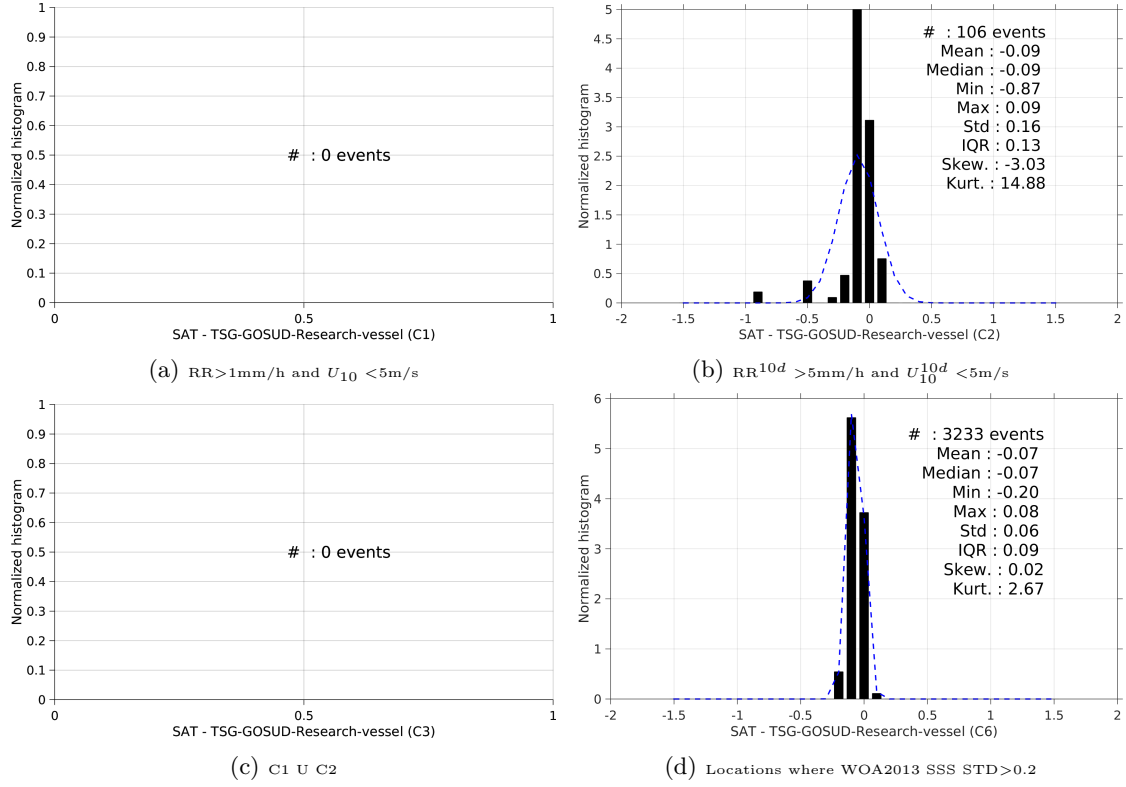 1
0.9
0.8
0.7
0.6
0.5
0.4
0.3
0.2
0.1
0
0
0.5
1
Normalized histogram
# : 0 events
SAT - TSG-GOSUD-Research-vessel (C1)
(a) RR>1mm/h and U10 <5m/s
5
4.5
4
3.5
3
2.5
2
1.5
1
0.5
0
-2
-1.5
-1
-0.5
0
0.5
1
1.5
2
Normalized histogram
# : 106 events
Mean : -0.09
Median : -0.09
Min : -0.87
Max : 0.09
Std : 0.16
IQR : 0.13
Skew. : -3.03
Kurt. : 14.88
SAT - TSG-GOSUD-Research-vessel (C2)
(b) RR^10d >5mm/h and U_10^10d <5m/s
1
0.9
0.8
0.7
0.6
0.5
0.4
0.3
0.2
0.1
0
0
0.5
1
Normalized histogram
# : 0 events
SAT - TSG-GOSUD-Research-vessel (C3)
(c) C1 U C2
6
5
4
3
2
1
0
-2
-1.5
-1
-0.5
0
0.5
1
1.5
2
Normalized histogram
# : 3233 events
Mean : -0.07
Median : -0.07
Min : -0.20
Max : 0.08
Std : 0.06
IQR : 0.09
Skew. : 0.02
Kurt. : 2.67
SAT - TSG-GOSUD-Research-vessel (C6)
(d) Locations where WOA2013 SSS STD>0.2